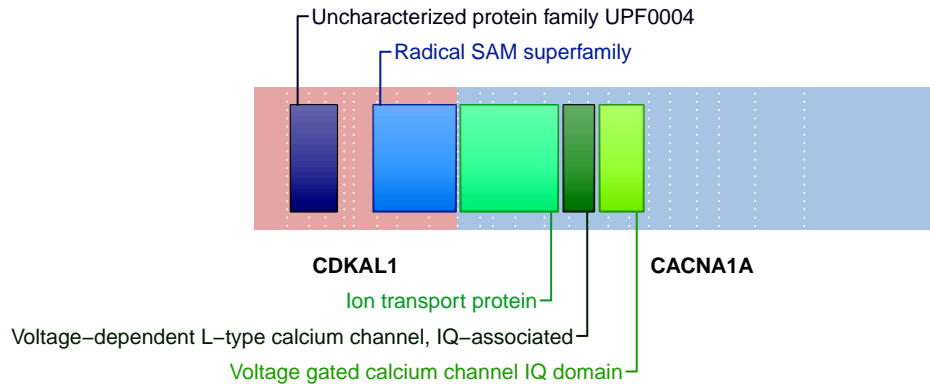 Uncharacterized protein family UPF0004
Radical SAM superfamily
CDKAL1
CACNA1A
Ion transport protein
Voltage−dependent L−type calcium channel, IQ−associated
Voltage gated calcium channel IQ domain